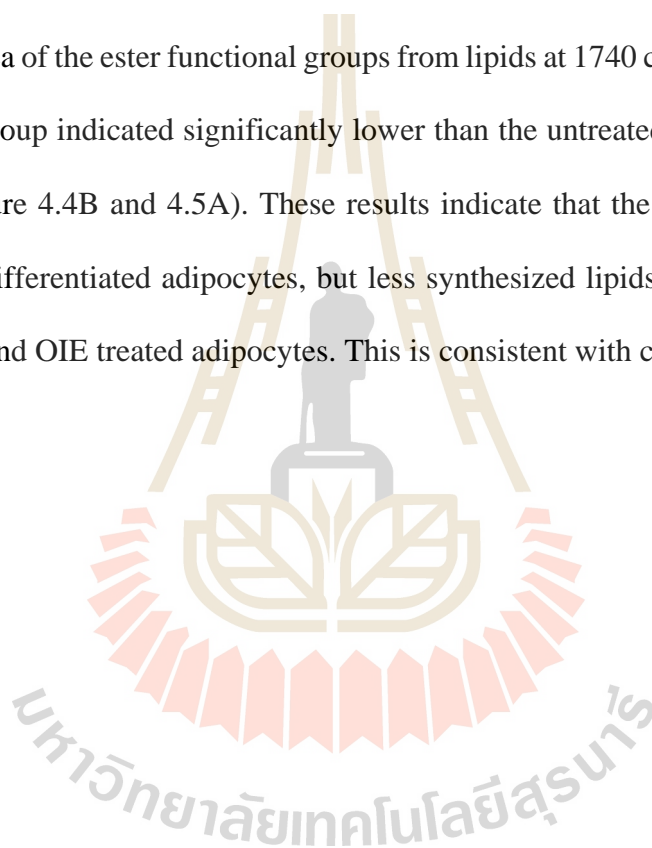 a of the ester functional groups from lipids at 1740 c
oup indicated significantly lower than the untreated
re 4.4B and 4.5A). These results indicate that the
ifferentiated adipocytes, but less synthesized lipids
nd OIE treated adipocytes. This is consistent with c
มหาวิทยาลัยเทคโนโลยีสุรนารี